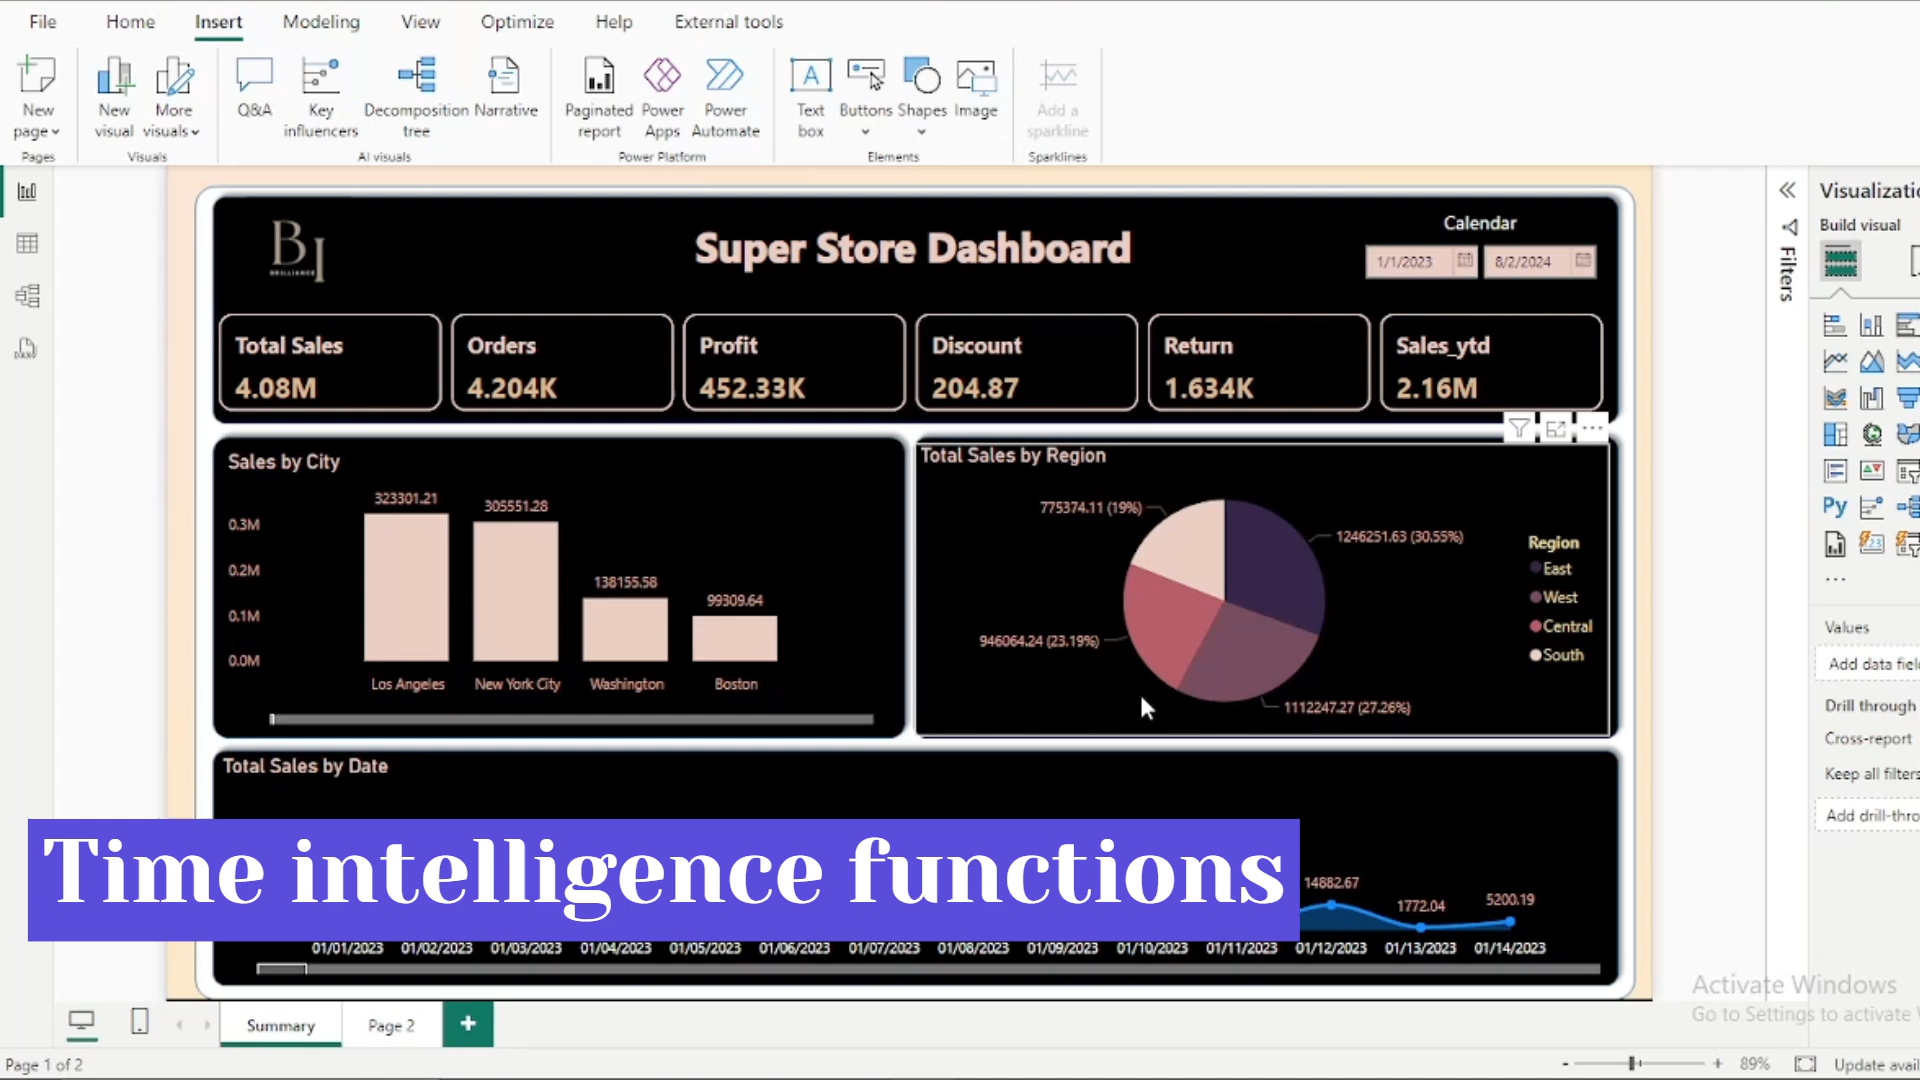 File Home Insert Modeling View Optimize Help External tools
New page
New visual
More visuals
Q&A
Key influencers
Decomposition tree
Narrative
Paginated report
Power Apps
Power Automate
Text box
Buttons
Shapes
Image
Add a sparkline
Pages Visuals AI visuals Power Platform Elements Sparklines
BI
BRILLIANCE
Super Store Dashboard
Calendar
1/1/2023 8/2/2024
Total Sales
4.08M
Orders
4.204K
Profit
452.33K
Discount
204.87
Return
1.634K
Sales_ytd
2.16M
Sales by City
0.3M
0.2M
0.1M
0.0M
323301.21
305551.28
138155.58
99309.64
Los Angeles New York City Washington Boston
Total Sales by Region
775374.11 (19%)
1246251.63 (30.55%)
946064.24 (23.19%)
1112247.27 (27.26%)
Region
East
West
Central
South
Total Sales by Date
Time intelligence functions
14882.67
1772.04
5200.19
01/01/2023 01/02/2023 01/03/2023 01/04/2023 01/05/2023 01/06/2023 01/07/2023 01/08/2023 01/09/2023 01/10/2023 01/11/2023 01/12/2023 01/13/2023 01/14/2023
Filters
Visualizatio
Build visual
Py
123
Values
Add data fiel
Drill through
Cross-report
Keep all filters
Add drill-thro
DAX
Activate Windows
Go to Settings to activate
Summary Page 2 +
Page 1 of 2
- + 89% Update avail